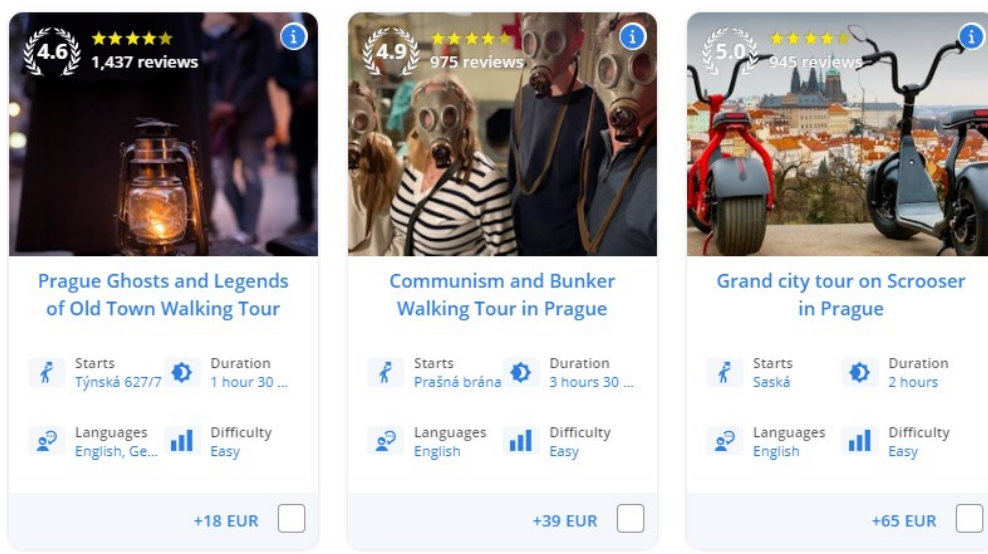 4.6
1,437 reviews
i
4.9
975 reviews
i
5.0
945 reviews
i
Prague Ghosts and Legends
of Old Town Walking Tour
Starts
Týnská 627/7
Duration
1 hour 30 ...
Languages
English, Ge...
Difficulty
Easy
+18 EUR
Communism and Bunker
Walking Tour in Prague
Starts
Prašná brána
Duration
3 hours 30 ...
Languages
English
Difficulty
Easy
+39 EUR
Grand city tour on Scrooser
in Prague
Starts
Saská
Duration
2 hours
Languages
English
Difficulty
Easy
+65 EUR